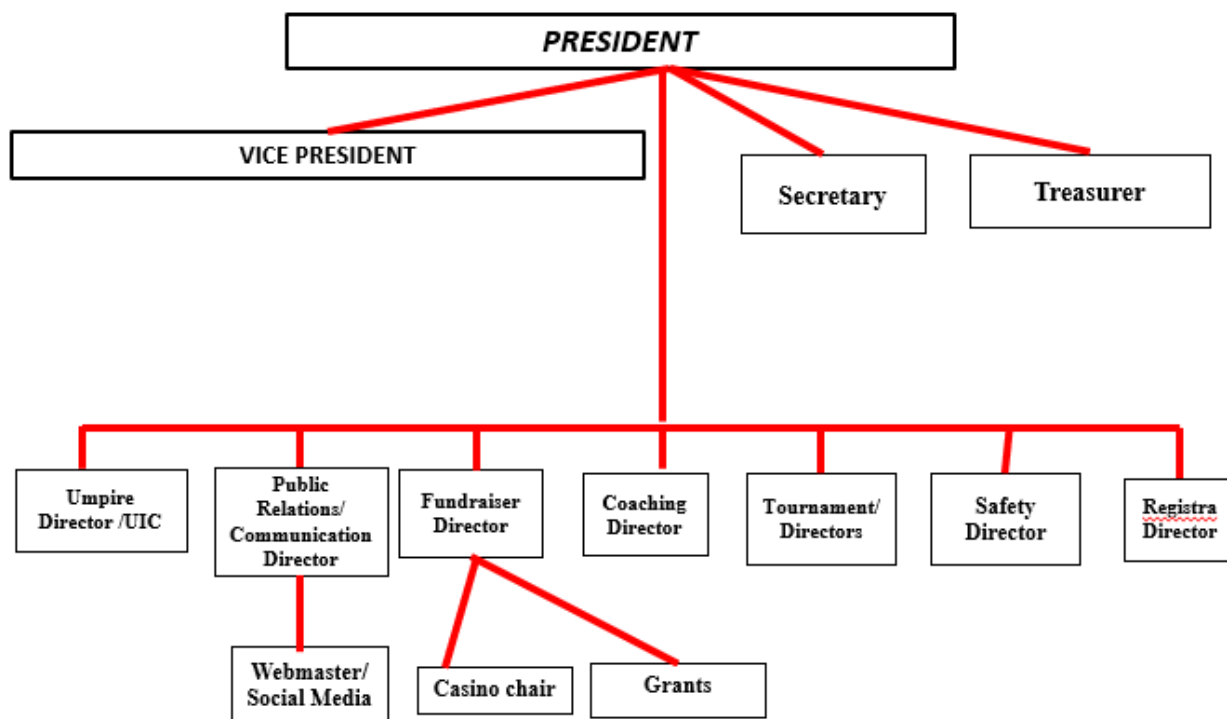 PRESIDENT
VICE PRESIDENT
Secretary
Treasurer
Umpire
Director /UIC
Public
Relations/
Communication
Director
Fundraiser
Director
Coaching
Director
Tournament/
Directors
Safety
Director
Registra
Director
Webmaster/
Social Media
Casino chair
Grants